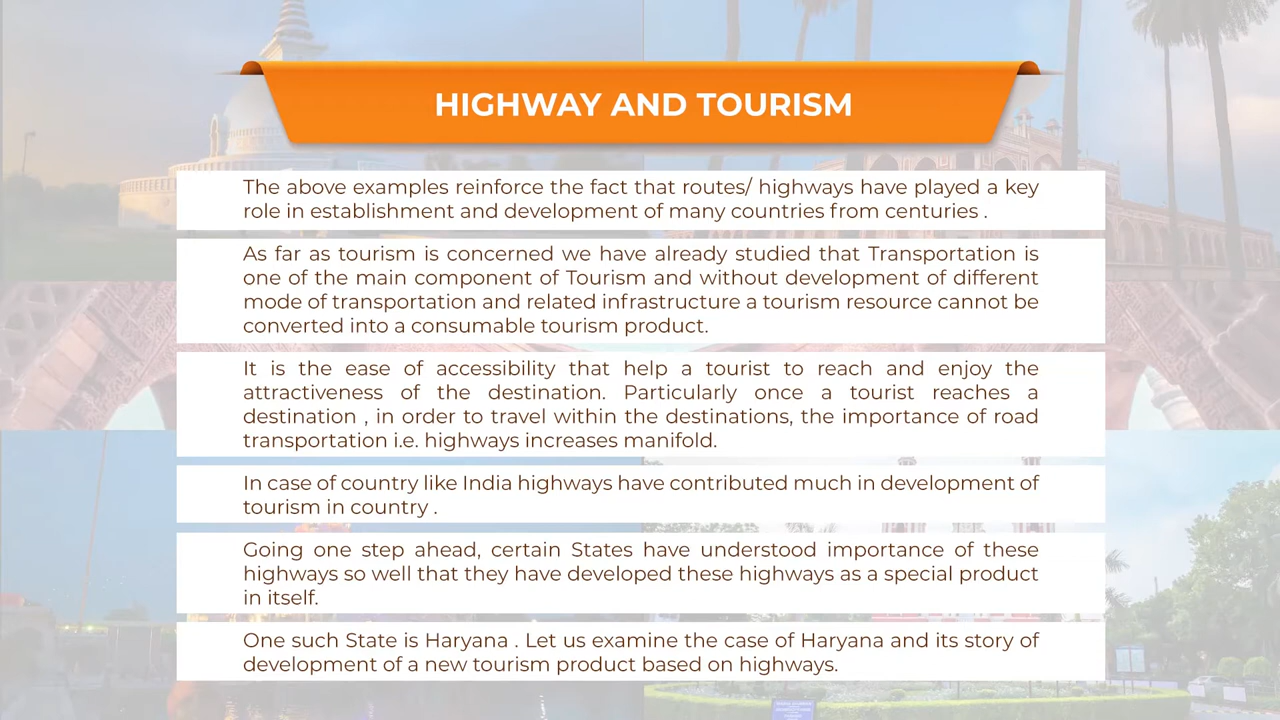 HIGHWAY AND TOURISM
The above examples reinforce the fact that routes/ highways have played a key
role in establishment and development of many countries from centuries .
As far as tourism is concerned we have already studied that Transportation is
one of the main component of Tourism and without development of different
mode of transportation and related infrastructure a tourism resource cannot be
converted into a consumable tourism product.
It is the ease of accessibility that help a tourist to reach and enjoy the
attractiveness of the destination. Particularly once a tourist reaches a
destination , in order to travel within the destinations, the importance of road
transportation i.e. highways increases manifold.
In case of country like India highways have contributed much in development of
tourism in country .
Going one step ahead, certain States have understood importance of these
highways so well that they have developed these highways as a special product
in itself.
One such State is Haryana . Let us examine the case of Haryana and its story of
development of a new tourism product based on highways.